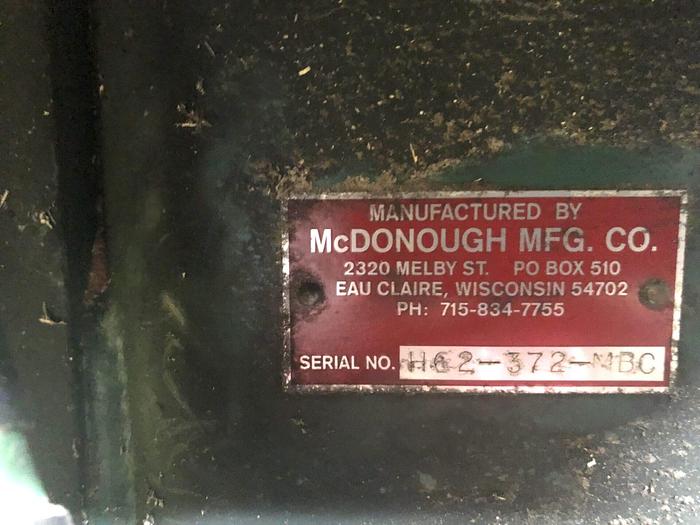 MANUFACTURED BY
McDONOUGH MFG. CO.
2320 MELBY ST. PO BOX 510
EAU CLAIRE, WISCONSIN 54702
PH: 715-834-7755
SERIAL NO. H62-372-MBC